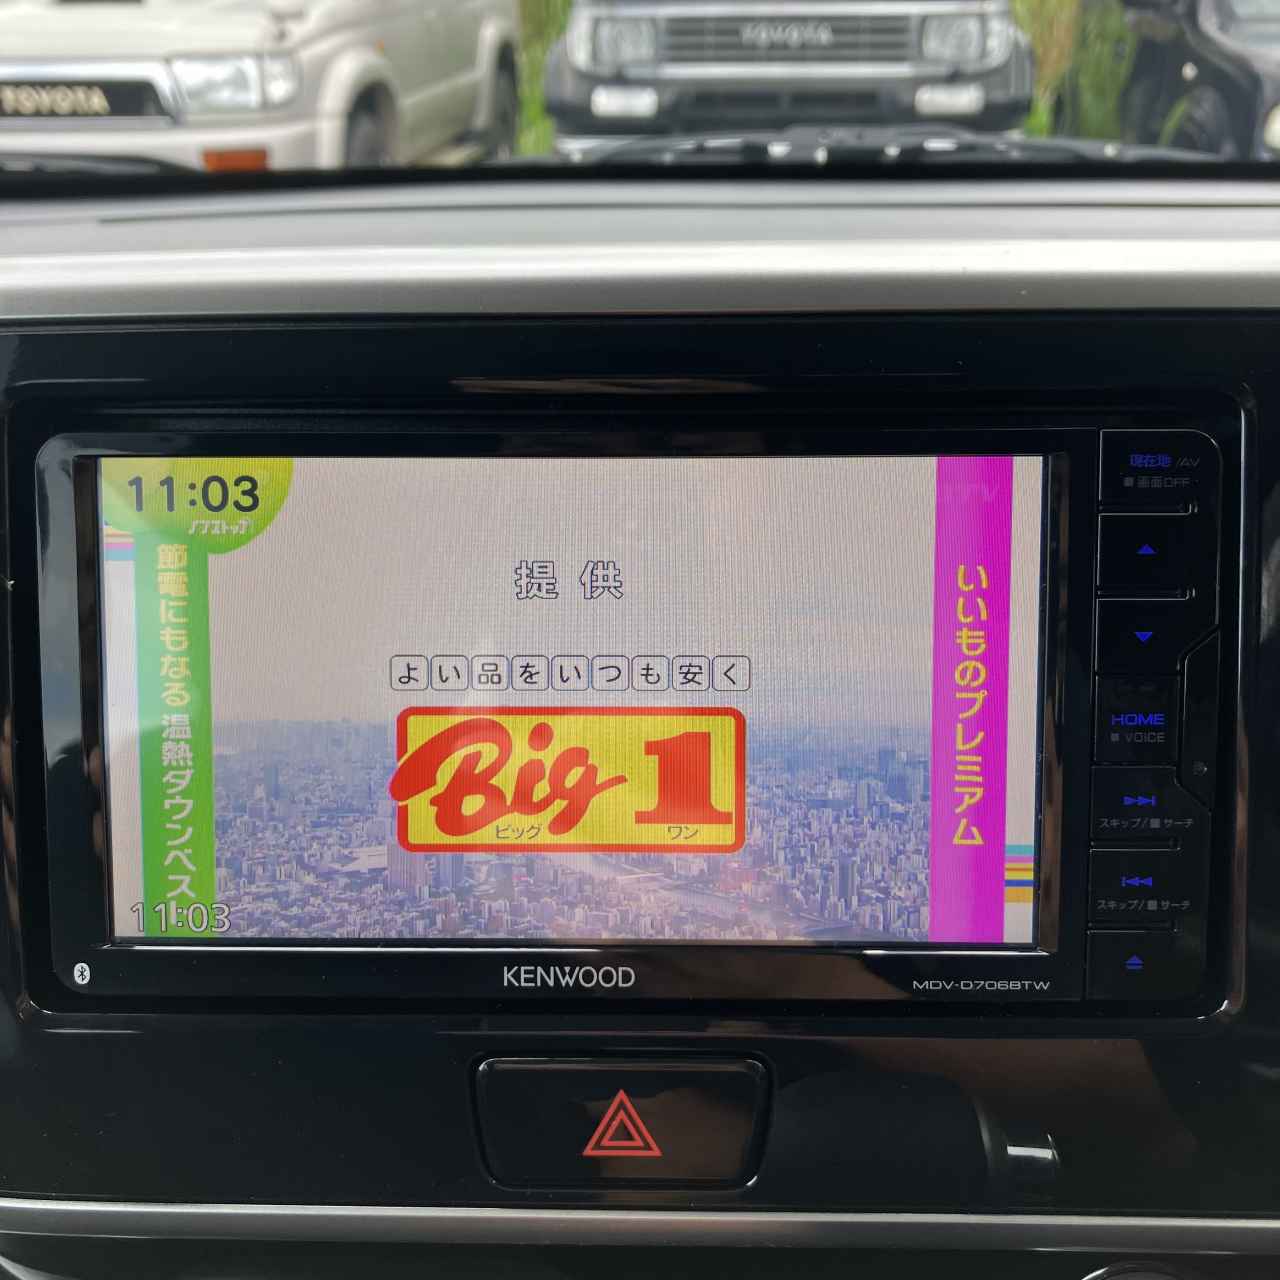 TOYOTA
TOYOTA
11:03
ノンストップ
節電にもなる 温熱ダウンベスト
提供
よい品をいつも安く
Big 1
ビッグ ワン
いいものプレミアム
11:03
現在地 /AV
■ 画面OFF
HOME
■ VOICE
スキップ/■サーチ
スキップ/■サーチ
KENWOOD
MDV-D706BTW